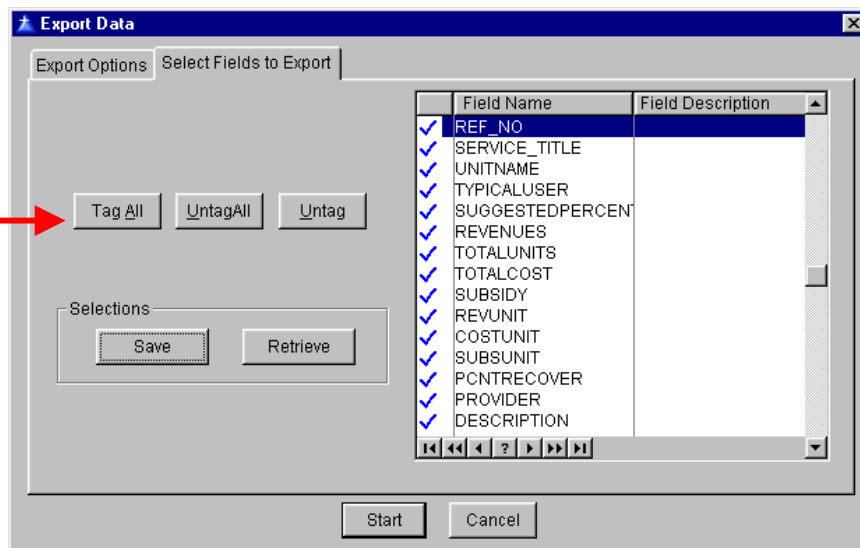 Export Data
Export Options Select Fields to Export
Field Name Field Description
REF_NO
SERVICE_TITLE
UNITNAME
TYPICALUSER
SUGGESTEDPERCENT
REVENUES
TOTALUNITS
TOTALCOST
SUBSIDY
REVUNIT
COSTUNIT
SUBSUNIT
PCNTRECOVER
PROVIDER
DESCRIPTION
?
Tag All UntagAll Untag
Selections
Save Retrieve
Start Cancel